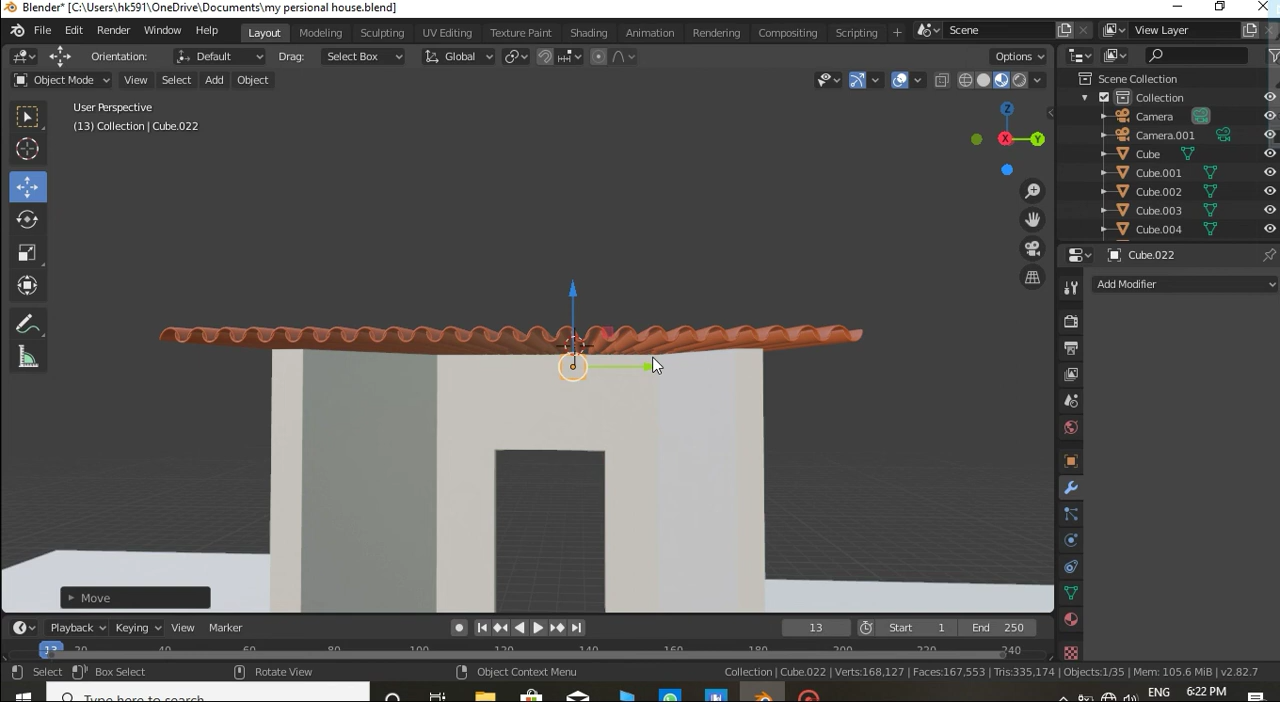 Blender* [C:\Users\hk591\OneDrive\Documents\my persional house.blend]
File Edit Render Window Help Layout Modeling Sculpting UV Editing Texture Paint Shading Animation Rendering Compositing Scripting + Scene View Layer
Orientation: Default Drag: Select Box Global Options
Object Mode View Select Add Object
User Perspective
(13) Collection | Cube.022
Z
X
Y
Scene Collection
Collection
Camera
Camera.001
Cube
Cube.001
Cube.002
Cube.003
Cube.004
Cube.022
Add Modifier
Move
Playback Keying View Marker 13 Start 1 End 250
13 20 40 60 80 100 120 140 160 180 200 220 240
Select Box Select Rotate View Object Context Menu Collection | Cube.022 | Verts:168,127 | Faces:167,553 | Tris:335,174 | Objects:1/35 | Mem: 105.6 MiB | v2.82.7
Type here to search
ENG 6:22 PM